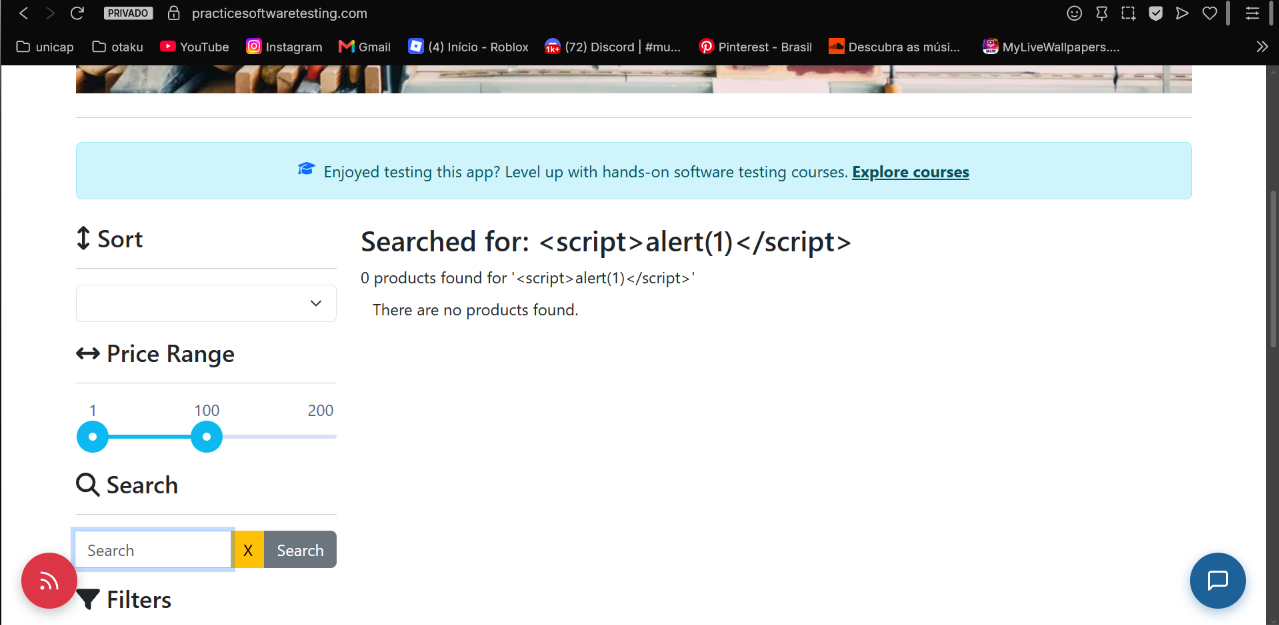 PRIVADO practicesoftwaretesting.com
unicap otaku YouTube Instagram Gmail (4) Início - Roblox (72) Discord | #mu... Pinterest - Brasil Descubra as músi... MyLiveWallpapers....
Enjoyed testing this app? Level up with hands-on software testing courses. Explore courses
Sort
Searched for: <script>alert(1)</script>
0 products found for '<script>alert(1)</script>'
There are no products found.
Price Range
1 100 200
Search
Search X Search
Filters